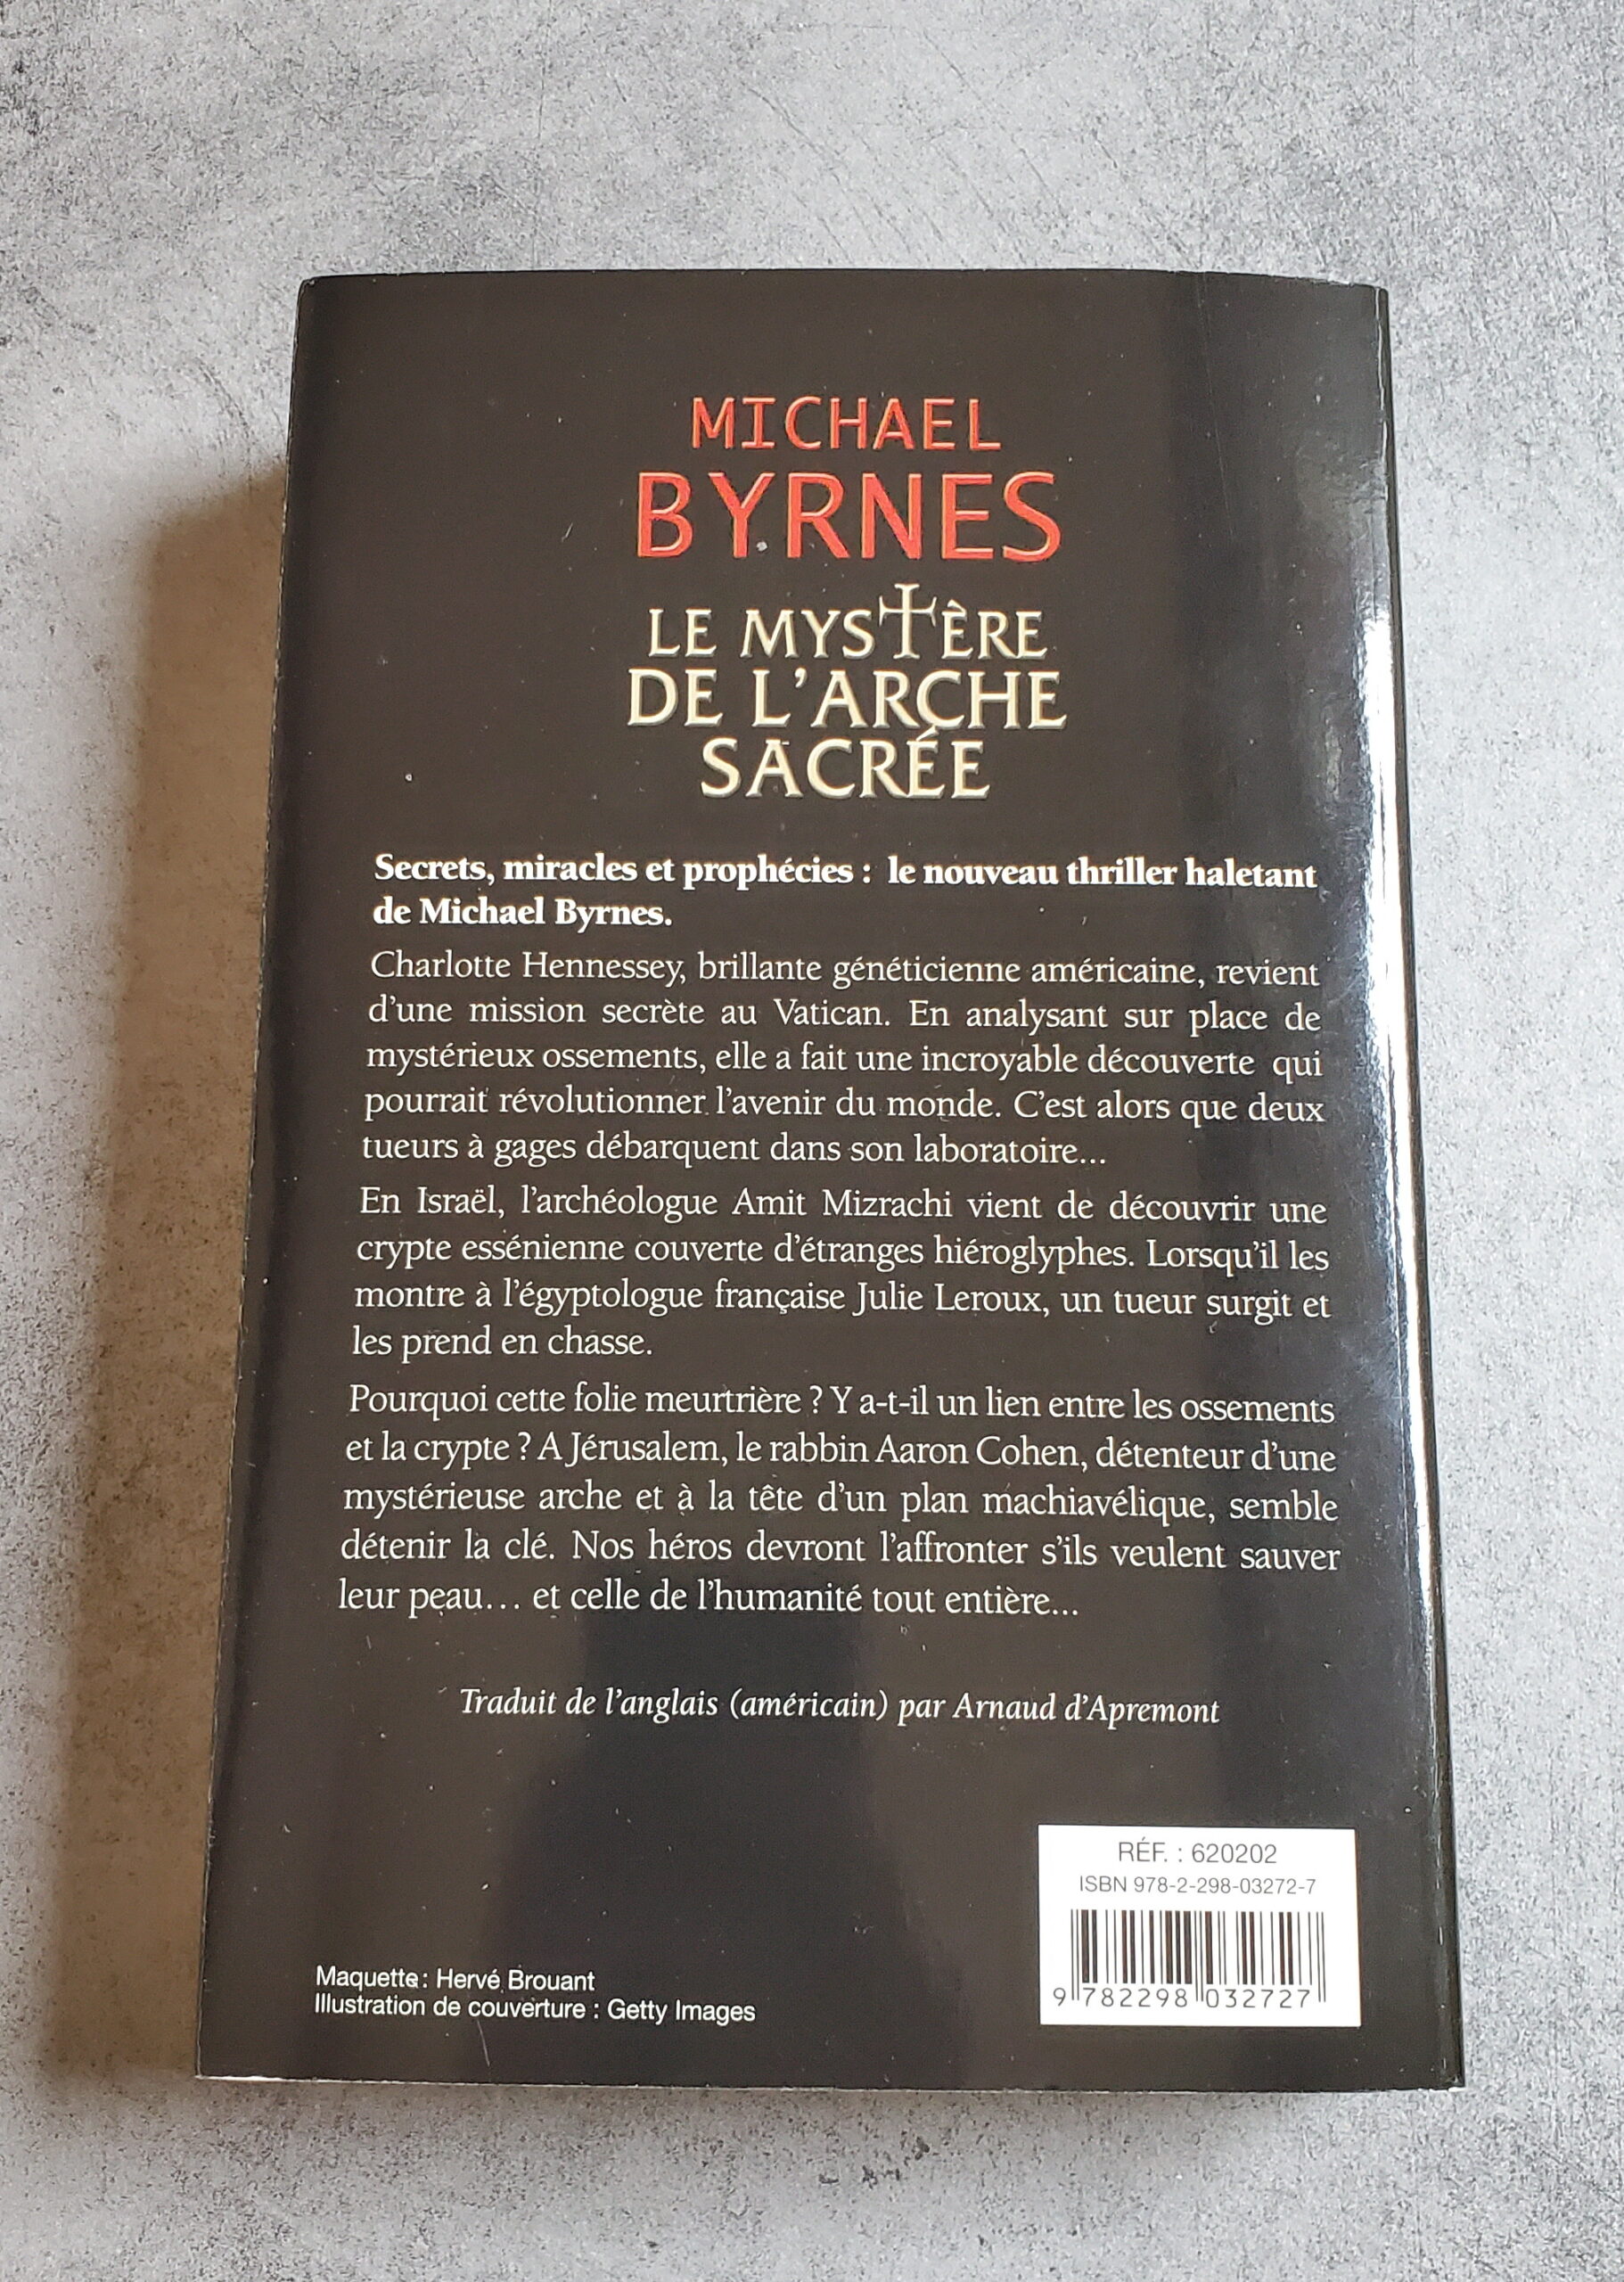 MICHAEL
BYRNES
LE MYSTÈRE
DE L'ARCHE
SACRÉE
Secrets, miracles et prophécies : le nouveau thriller haletant
de Michael Byrnes.
Charlotte Hennessey, brillante généticienne américaine, revient
d'une mission secrète au Vatican. En analysant sur place de
mystérieux ossements, elle a fait une incroyable découverte qui
pourrait révolutionner l'avenir du monde. C'est alors que deux
tueurs à gages débarquent dans son laboratoire...
En Israël, l'archéologue Amit Mizrachi vient de découvrir une
crypte essénienne couverte d'étranges hiéroglyphes. Lorsqu'il les
montre à l'égyptologue française Julie Leroux, un tueur surgit et
les prend en chasse.
Pourquoi cette folie meurtrière ? Y a-t-il un lien entre les ossements
et la crypte ? A Jérusalem, le rabbin Aaron Cohen, détenteur d'une
mystérieuse arche et à la tête d'un plan machiavélique, semble
détenir la clé. Nos héros devront l'affronter s'ils veulent sauver
leur peau... et celle de l'humanité tout entière...
Traduit de l'anglais (américain) par Arnaud d'Apremont
RÉF. : 620202
ISBN 978-2-298-03272-7
9 782298 032727
Maquette : Hervé Brouant
Illustration de couverture : Getty Images